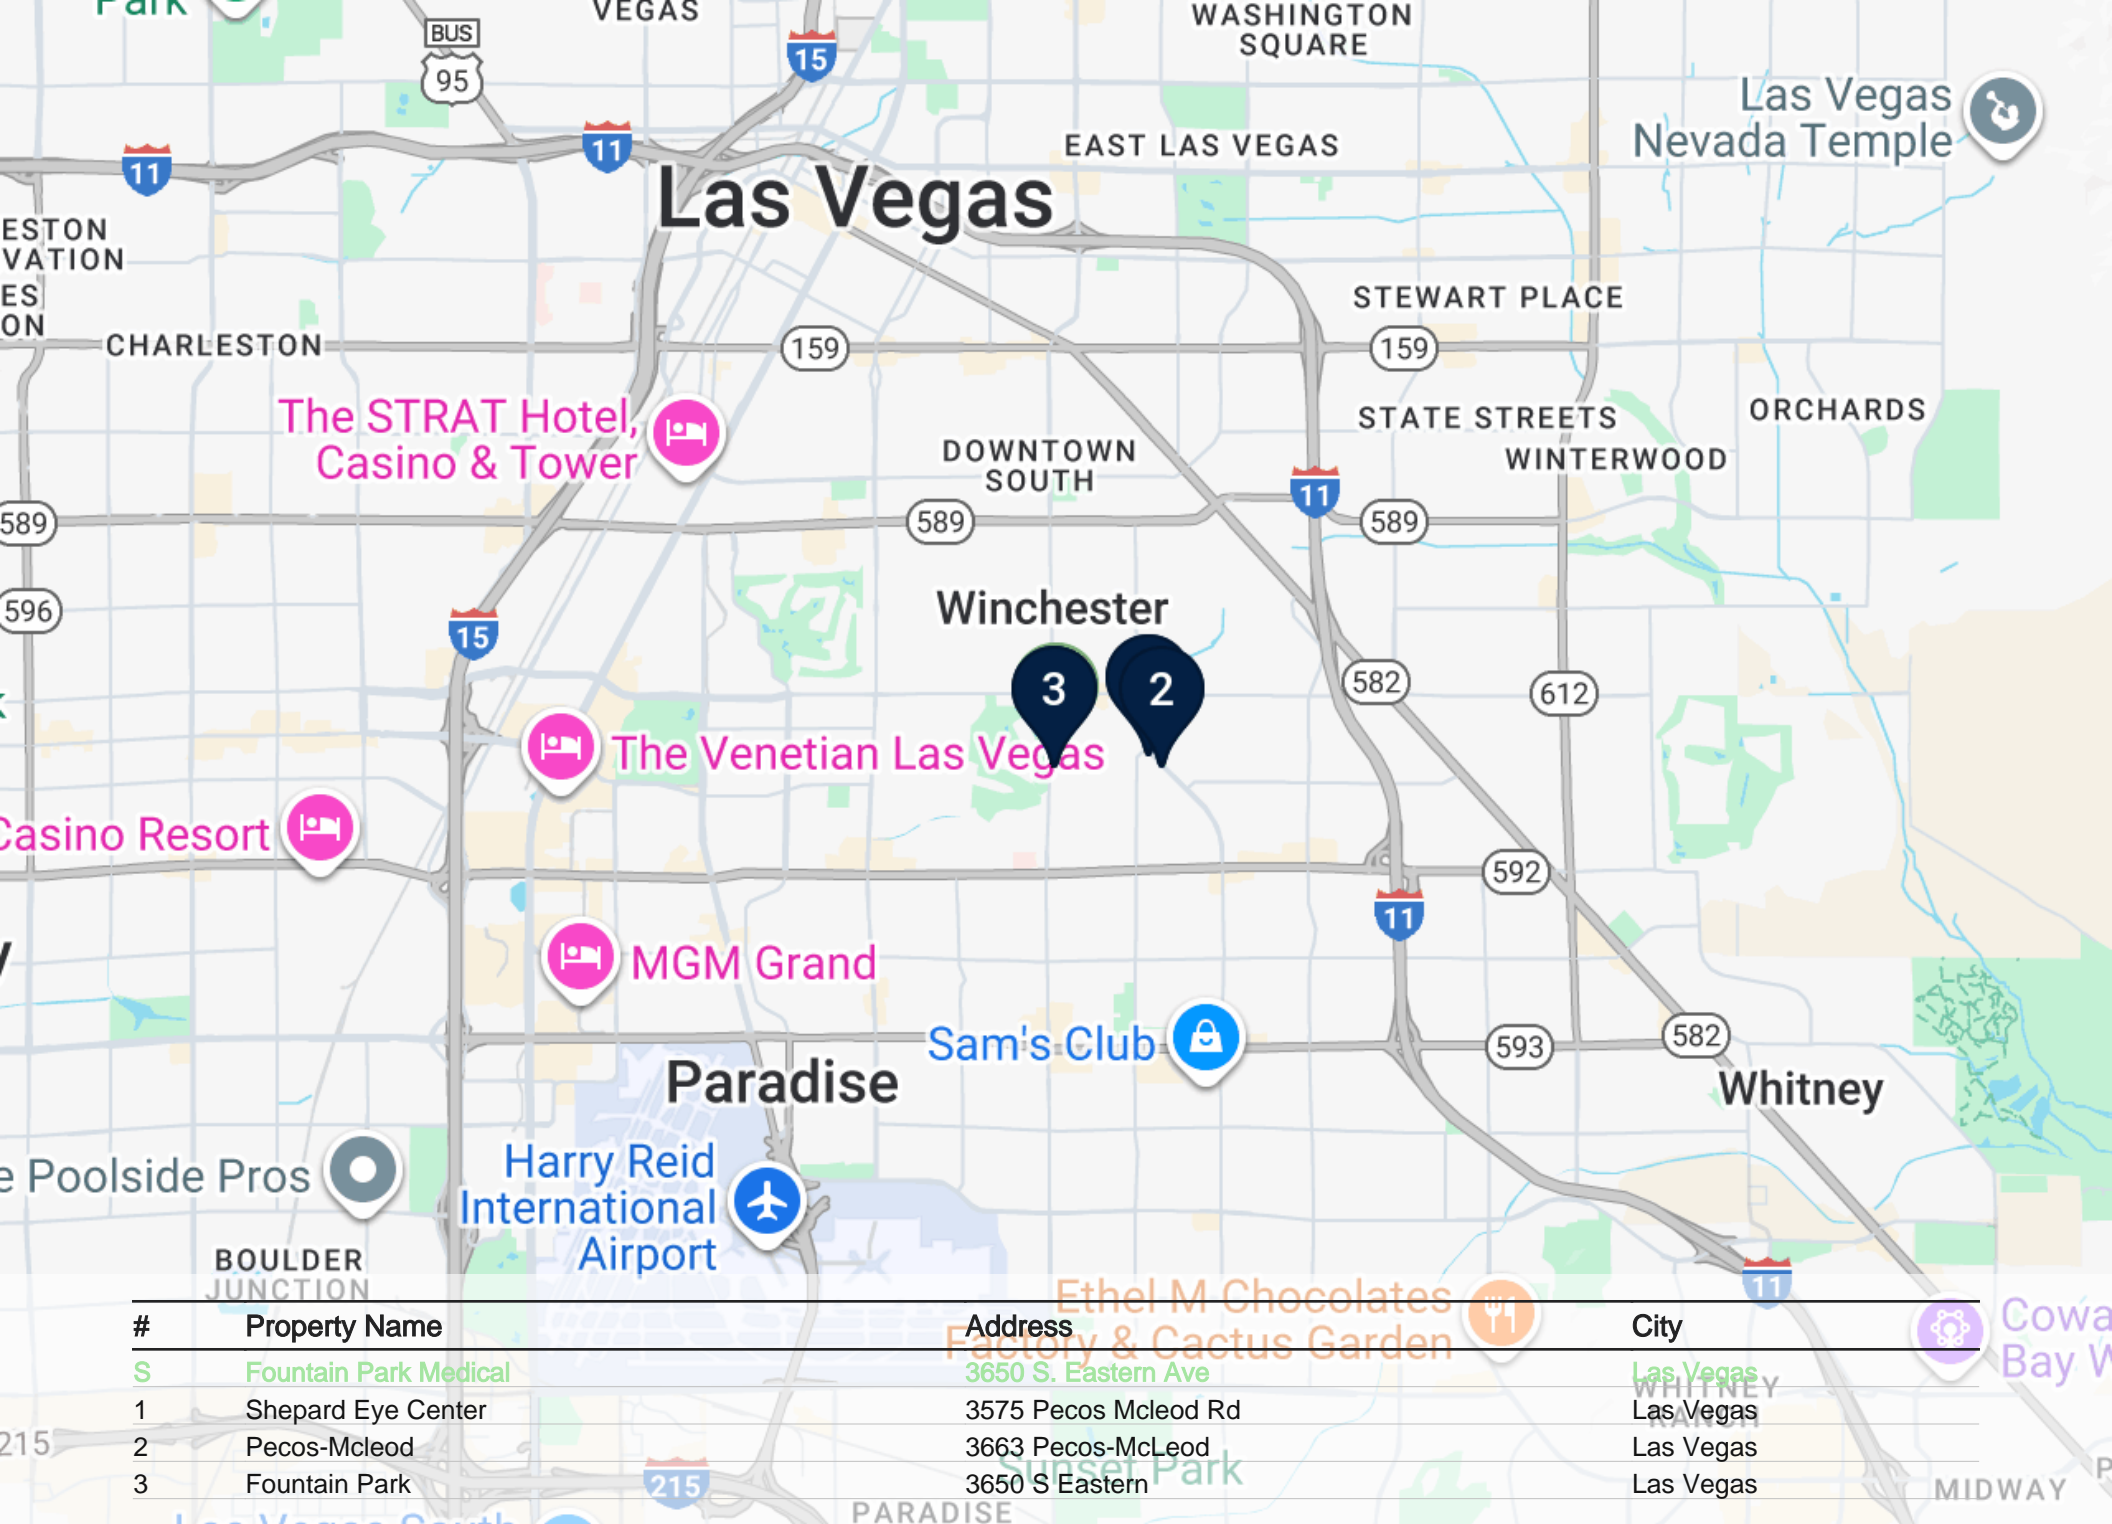 Park
VEGAS
WASHINGTON
SQUARE
BUS
95
15
Las Vegas
Nevada Temple
11
11
EAST LAS VEGAS
Las Vegas
ESTON
VATION
ES
ON
STEWART PLACE
CHARLESTON
159
159
The STRAT Hotel,
Casino & Tower
STATE STREETS
ORCHARDS
DOWNTOWN
SOUTH
WINTERWOOD
11
589
589
589
Winchester
596
15
3
2
582
612
The Venetian Las Vegas
Casino Resort
592
11
y
MGM Grand
Sam's Club
593
582
Paradise
Whitney
e Poolside Pros
Harry Reid
International
Airport
BOULDER
JUNCTION
11
Ethel M Chocolates
Factory & Cactus Garden
Cowa
Bay W
# Property Name Address City
S Fountain Park Medical 3650 S. Eastern Ave Las Vegas
WHITNEY
RANCH
1 Shepard Eye Center 3575 Pecos Mcleod Rd Las Vegas
2 Pecos-Mcleod 3663 Pecos-McLeod Las Vegas
215
Sunset Park
3 Fountain Park 3650 S Eastern Las Vegas
215
MIDWAY
P
PARADISE
Las Vegas South